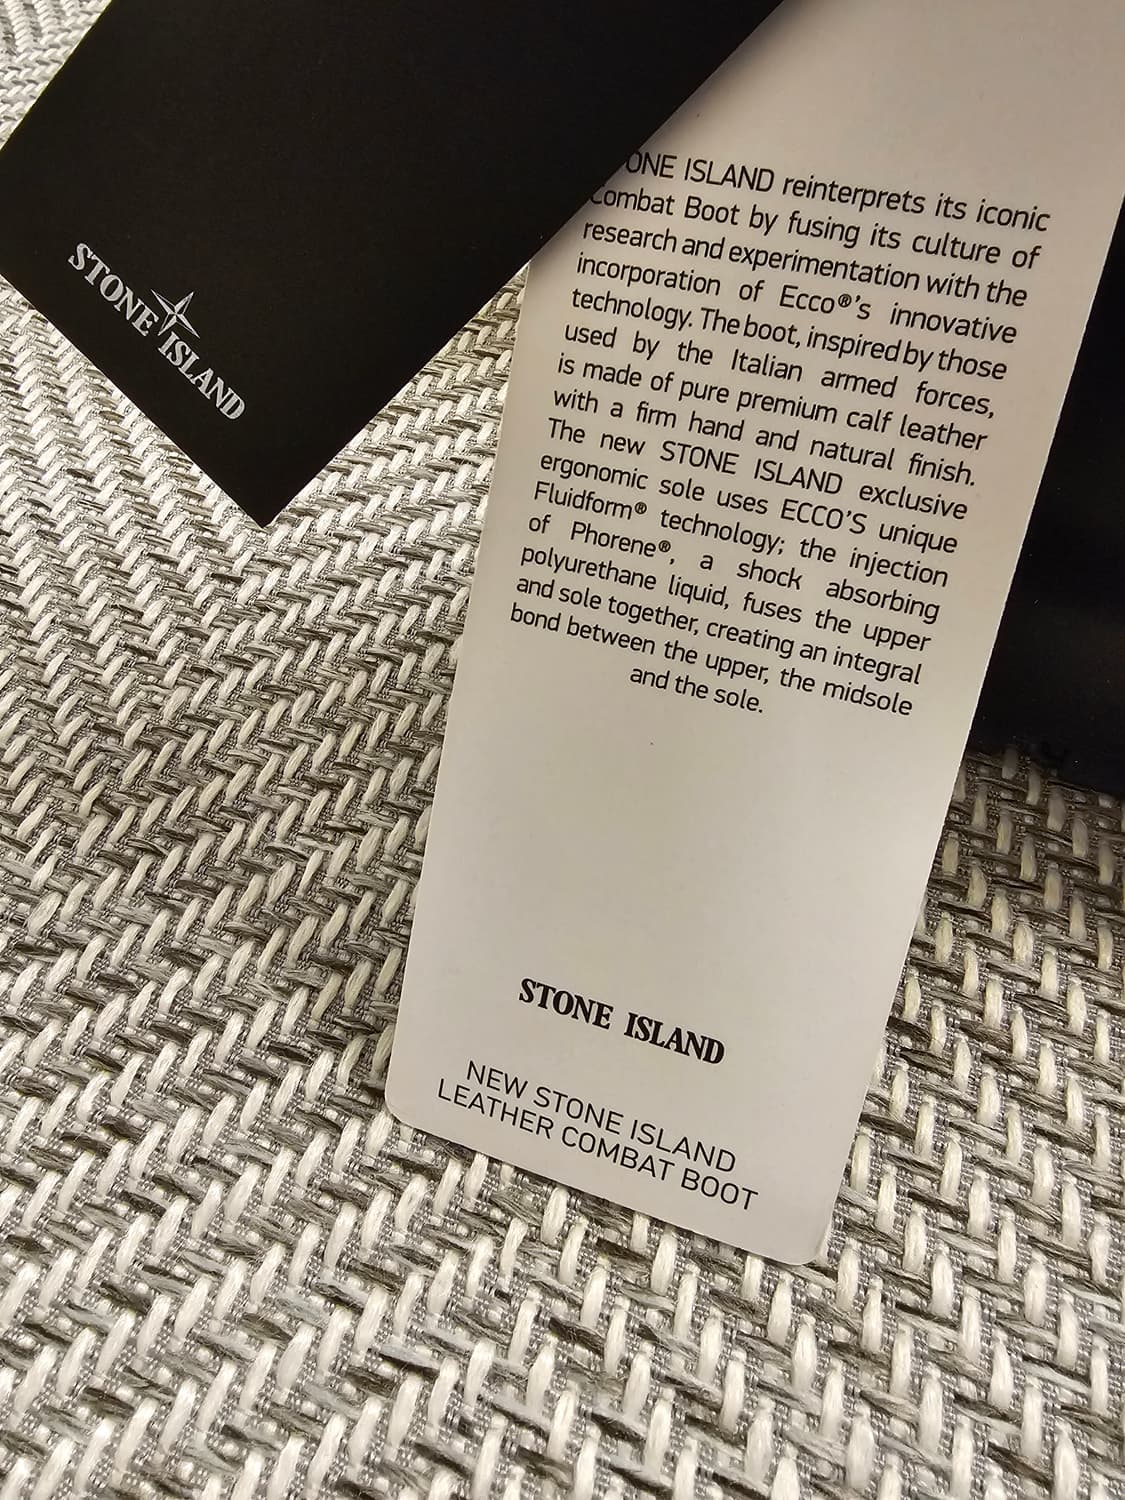 STONE ISLAND
ONE ISLAND reinterprets its iconic
Combat Boot by fusing its culture of
research and experimentation with the
incorporation of Ecco®'s innovative
technology. The boot, inspired by those
used by the Italian armed forces,
is made of pure premium calf leather
with a firm hand and natural finish.
The new STONE ISLAND exclusive
ergonomic sole uses ECCO'S unique
Fluidform® technology; the injection
of Phorene®, a shock absorbing
polyurethane liquid, fuses the upper
and sole together, creating an integral
bond between the upper, the midsole
and the sole.
STONE ISLAND
NEW STONE ISLAND
LEATHER COMBAT BOOT